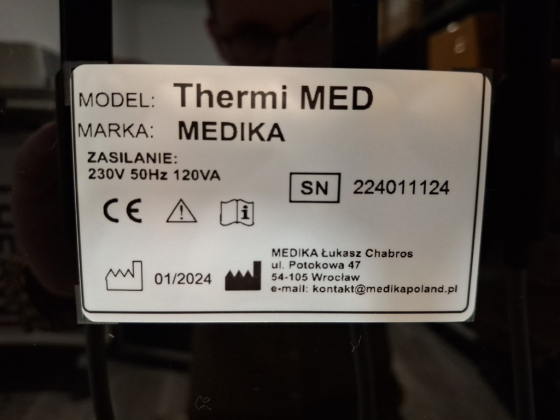 MODEL: Thermi MED
MARKA: MEDIKA
ZASILANIE:
230V 50Hz 120VA
SN 224011124
CE
01/2024
MEDIKA Łukasz Chabros
ul. Potokowa 47
54-105 Wrocław
e-mail: kontakt@medikapoland.pl